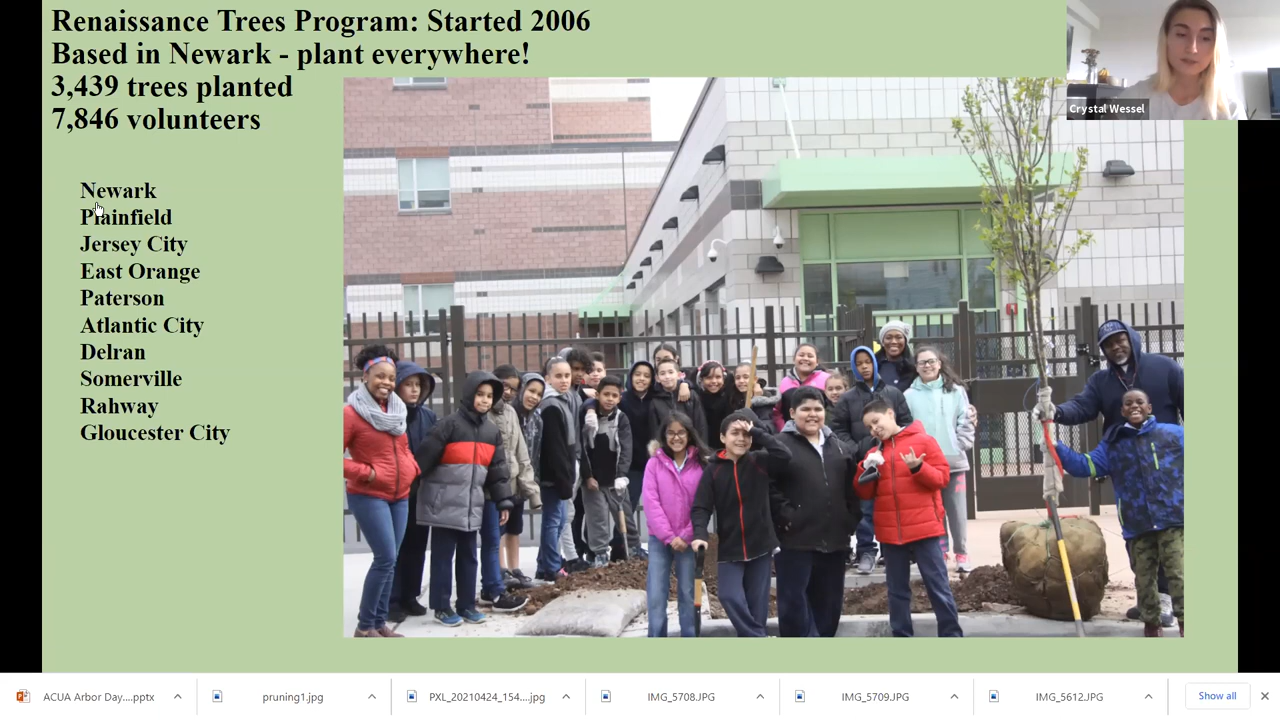 Renaissance Trees Program: Started 2006
Based in Newark - plant everywhere!
3,439 trees planted
7,846 volunteers
Crystal Wessel
Newark
Plainfield
Jersey City
East Orange
Paterson
Atlantic City
Delran
Somerville
Rahway
Gloucester City
ACUA Arbor Day....pptx
pruning1.jpg
PXL_20210424_154....jpg
IMG_5708.JPG
IMG_5709.JPG
IMG_5612.JPG
Show all